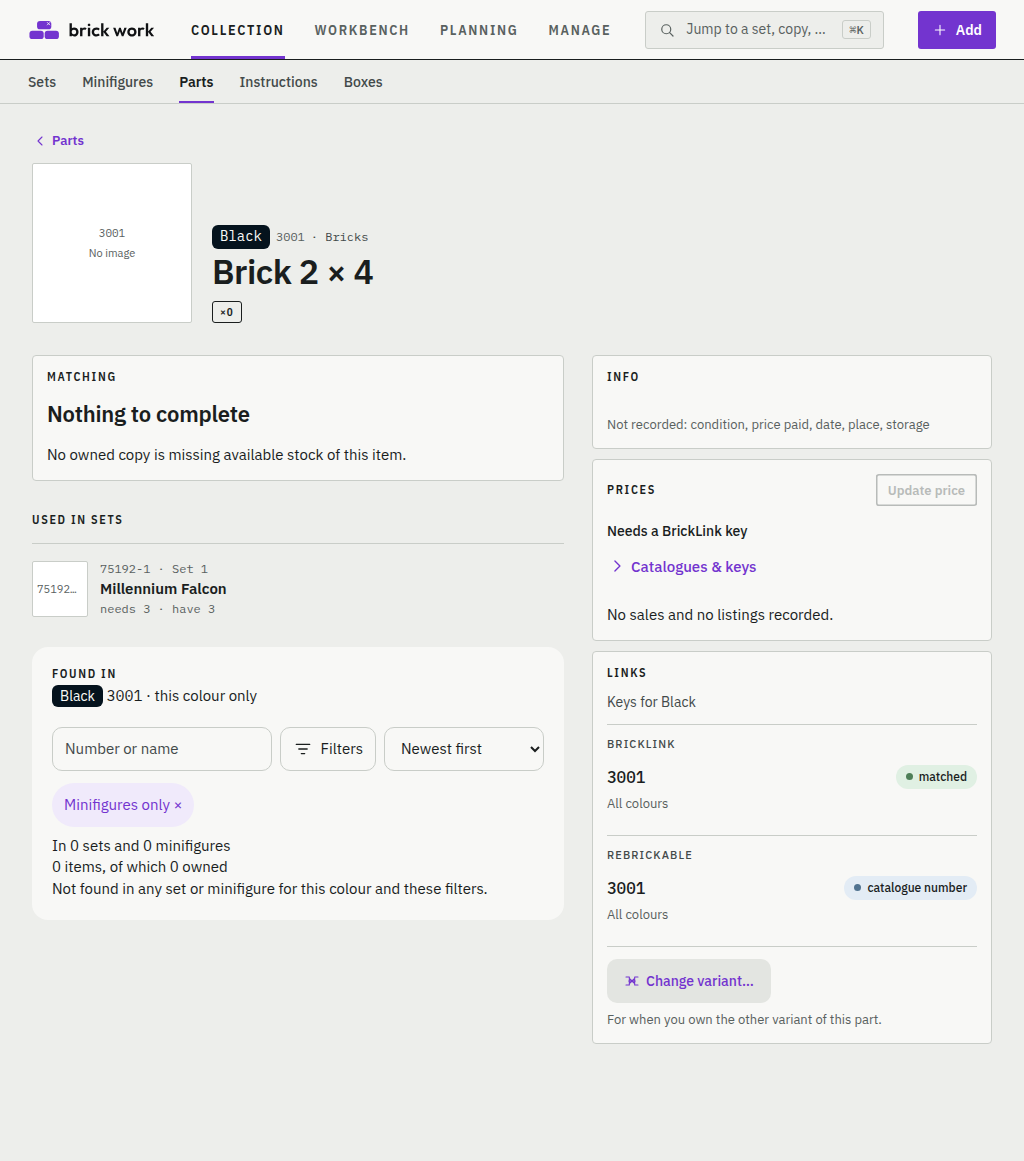 brick work
COLLECTION
WORKBENCH
PLANNING
MANAGE
Jump to a set, copy, ...
⌘K
+ Add
Sets
Minifigures
Parts
Instructions
Boxes
Parts
3001
No image
Black 3001 · Bricks
Brick 2 × 4
×0
MATCHING
Nothing to complete
No owned copy is missing available stock of this item.
USED IN SETS
75192…
75192-1 · Set 1
Millennium Falcon
needs 3 · have 3
FOUND IN
Black 3001 · this colour only
Number or name
Filters
Newest first
Minifigures only ×
In 0 sets and 0 minifigures
0 items, of which 0 owned
Not found in any set or minifigure for this colour and these filters.
INFO
Not recorded: condition, price paid, date, place, storage
PRICES
Update price
Needs a BrickLink key
Catalogues & keys
No sales and no listings recorded.
LINKS
Keys for Black
BRICKLINK
3001
matched
All colours
REBRICKABLE
3001
catalogue number
All colours
Change variant…
For when you own the other variant of this part.